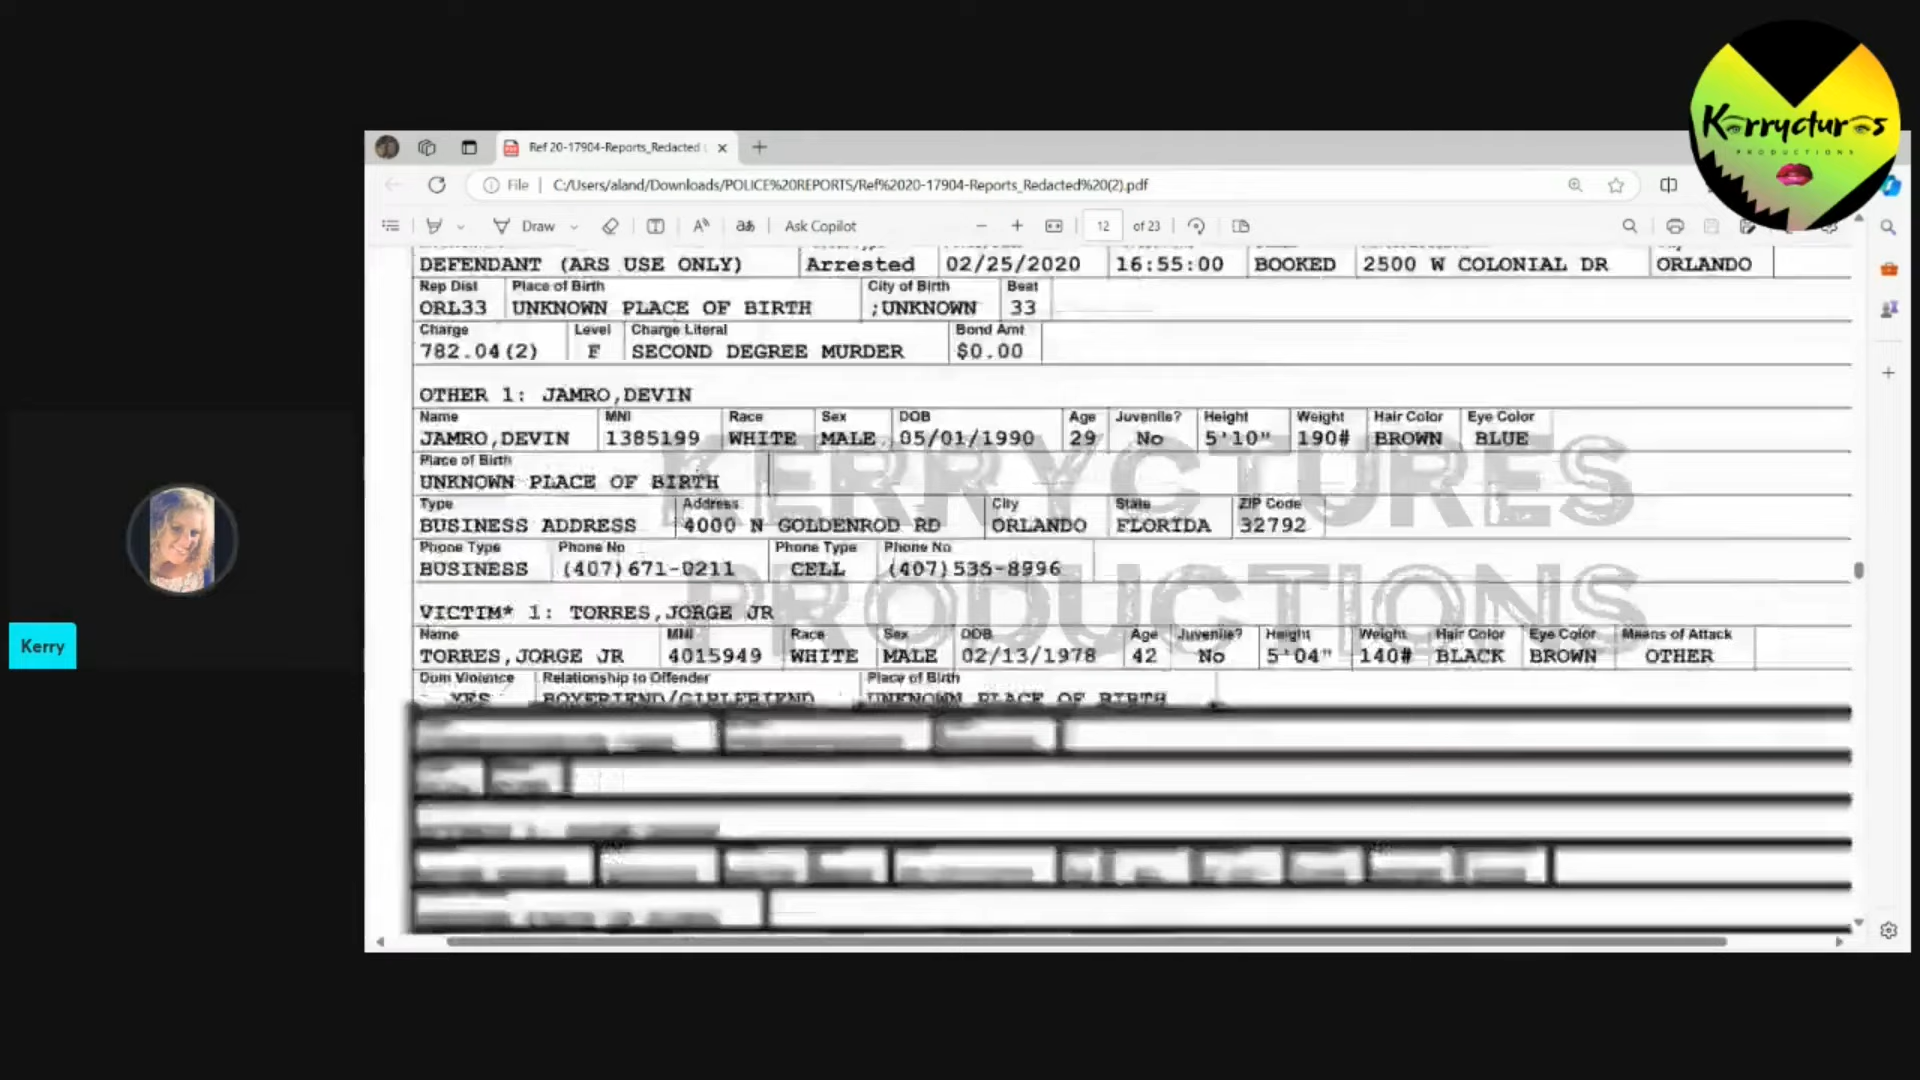 Kerryctures
PRODUCTIONS
Ref 20-17904-Reports_Redacted (
File C:/Users/aland/Downloads/POLICE%20REPORTS/Ref%2020-17904-Reports_Redacted%20(2).pdf
Draw Ask Copilot 12 of 23
DEFENDANT (ARS USE ONLY) Arrested 02/25/2020 16:55:00 BOOKED 2500 W COLONIAL DR ORLANDO
Rep Dist Place of Birth City of Birth Beat
ORL33 UNKNOWN PLACE OF BIRTH ;UNKNOWN 33
Charge Level Charge Literal Bond Amt
782.04(2) F SECOND DEGREE MURDER $0.00
OTHER 1: JAMRO,DEVIN
Name MNI Race Sex DOB Age Juvenile? Height Weight Hair Color Eye Color
JAMRO,DEVIN 1385199 WHITE MALE 05/01/1990 29 No 5'10" 190# BROWN BLUE
Place of Birth
UNKNOWN PLACE OF BIRTH
Type Address City State ZIP Code
BUSINESS ADDRESS 4000 N GOLDENROD RD ORLANDO FLORIDA 32792
Phone Type Phone No Phone Type Phone No
BUSINESS (407)671-0211 CELL (407)535-8996
VICTIM* 1: TORRES,JORGE JR
Name MNI Race Sex DOB Age Juvenile? Height Weight Hair Color Eye Color Means of Attack
TORRES,JORGE JR 4015949 WHITE MALE 02/13/1978 42 No 5'04" 140# BLACK BROWN OTHER
Dom Violence Relationship to Offender Place of Birth
YES BOYFRIEND/GIRLFRIEND UNKNOWN PLACE OF BIRTH
KERRYCTURES
PRODUCTIONS
Kerry